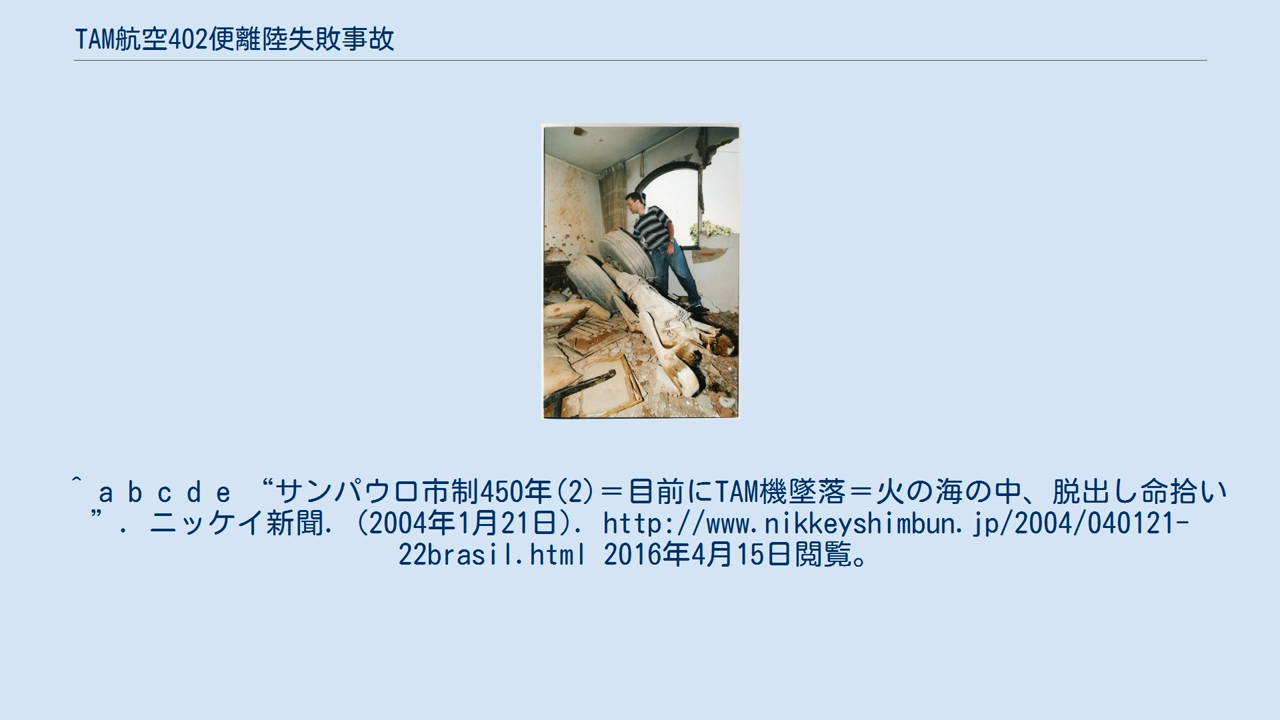 TAM航空402便離陸失敗事故
^ a b c d e “サンパウロ市制450年(2)＝目前にTAM機墜落＝火の海の中、脱出し命拾い
”. ニッケイ新聞. (2004年1月21日). http://www.nikkeyshimbun.jp/2004/040121-
22brasil.html 2016年4月15日閲覧。